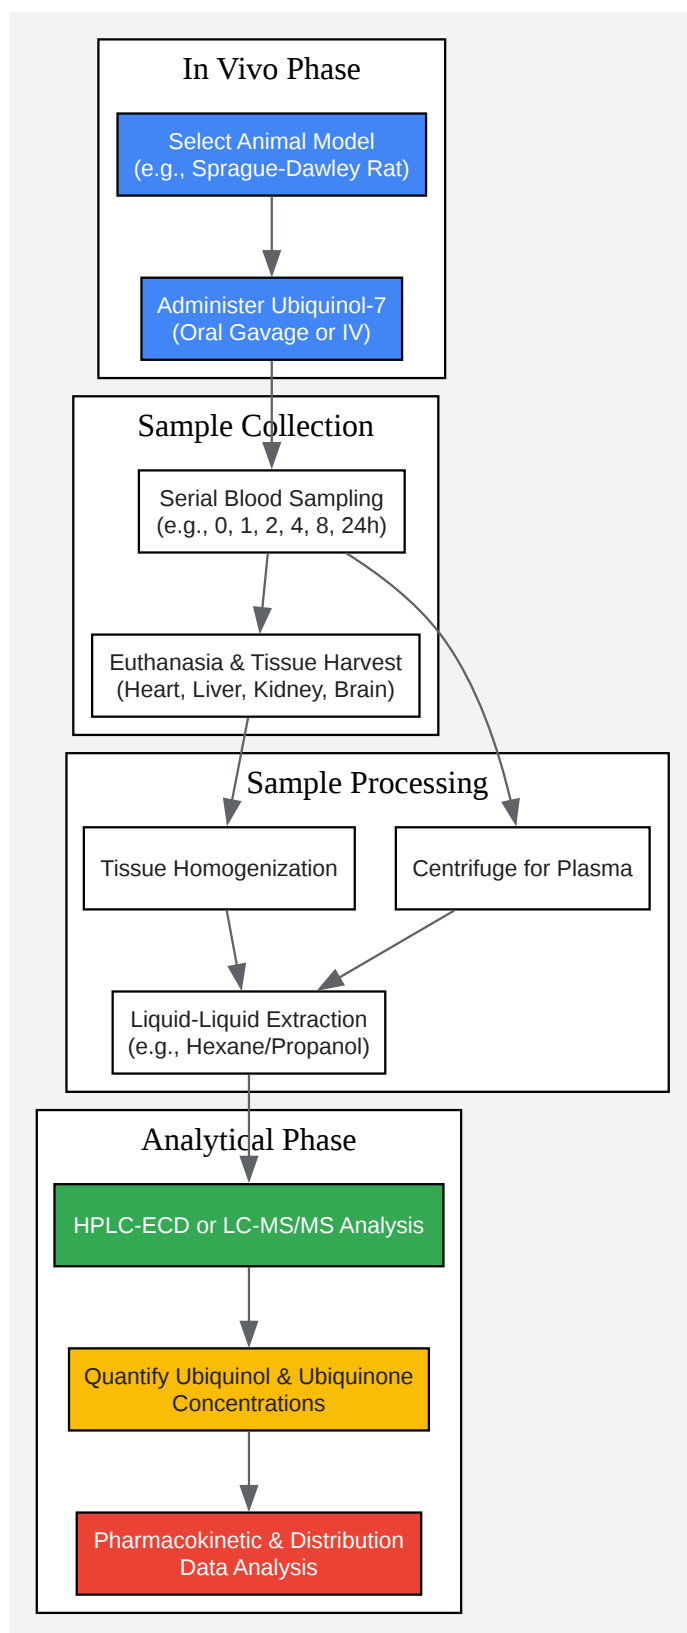 In Vivo Phase
Select Animal Model
(e.g., Sprague-Dawley Rat)
Administer Ubiquinol-7
(Oral Gavage or IV)
Sample Collection
Serial Blood Sampling
(e.g., 0, 1, 2, 4, 8, 24h)
Euthanasia & Tissue Harvest
(Heart, Liver, Kidney, Brain)
Sample Processing
Tissue Homogenization
Centrifuge for Plasma
Liquid-Liquid Extraction
(e.g., Hexane/Propanol)
Analytical Phase
HPLC-ECD or LC-MS/MS Analysis
Quantify Ubiquinol & Ubiquinone
Concentrations
Pharmacokinetic & Distribution
Data Analysis